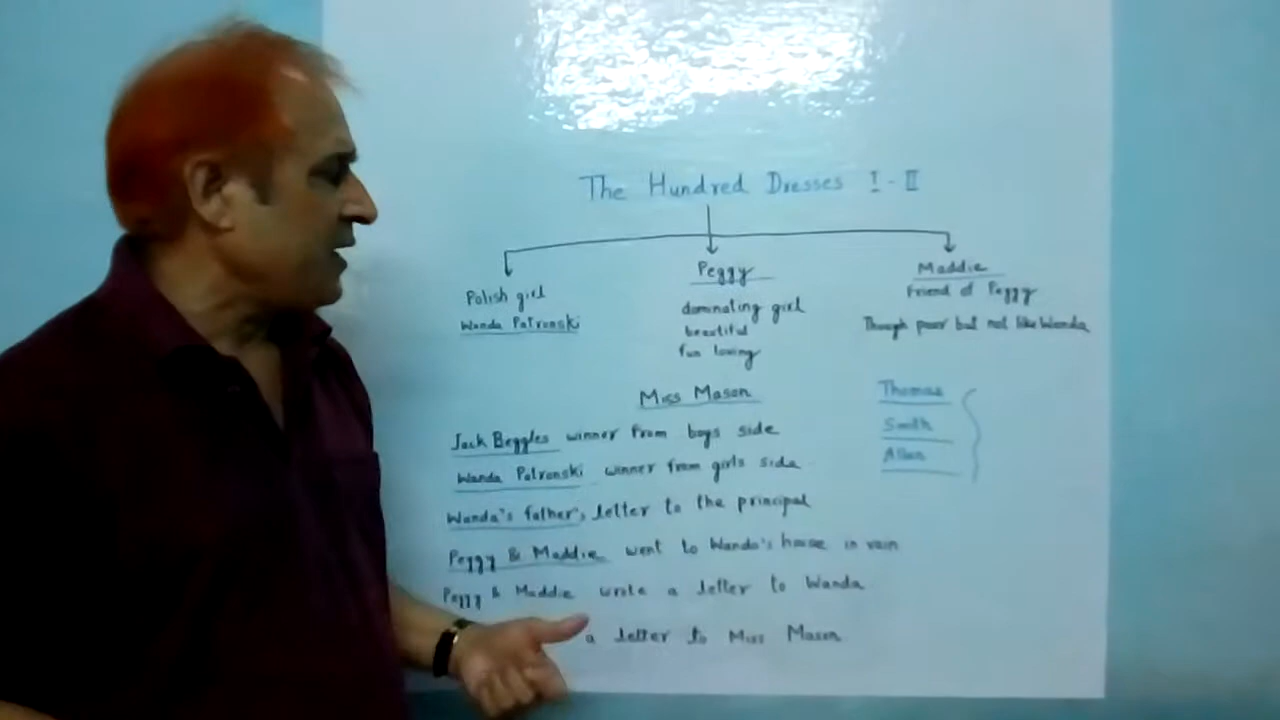 The Hundred Dresses I - II
Polish girl
Wanda Patronski
Peggy
dominating girl
beautiful
fun loving
Maddie
Friend of Peggy
Though poor but not like Wanda
Miss Mason
Thomas
Smith
Allan
Jack Beggles winner from boys side
Wanda Patronski winner from girls side
Wanda's father's letter to the principal
Peggy & Maddie went to Wanda's house in vain
Peggy & Maddie wrote a letter to Wanda
a letter to Miss Mason